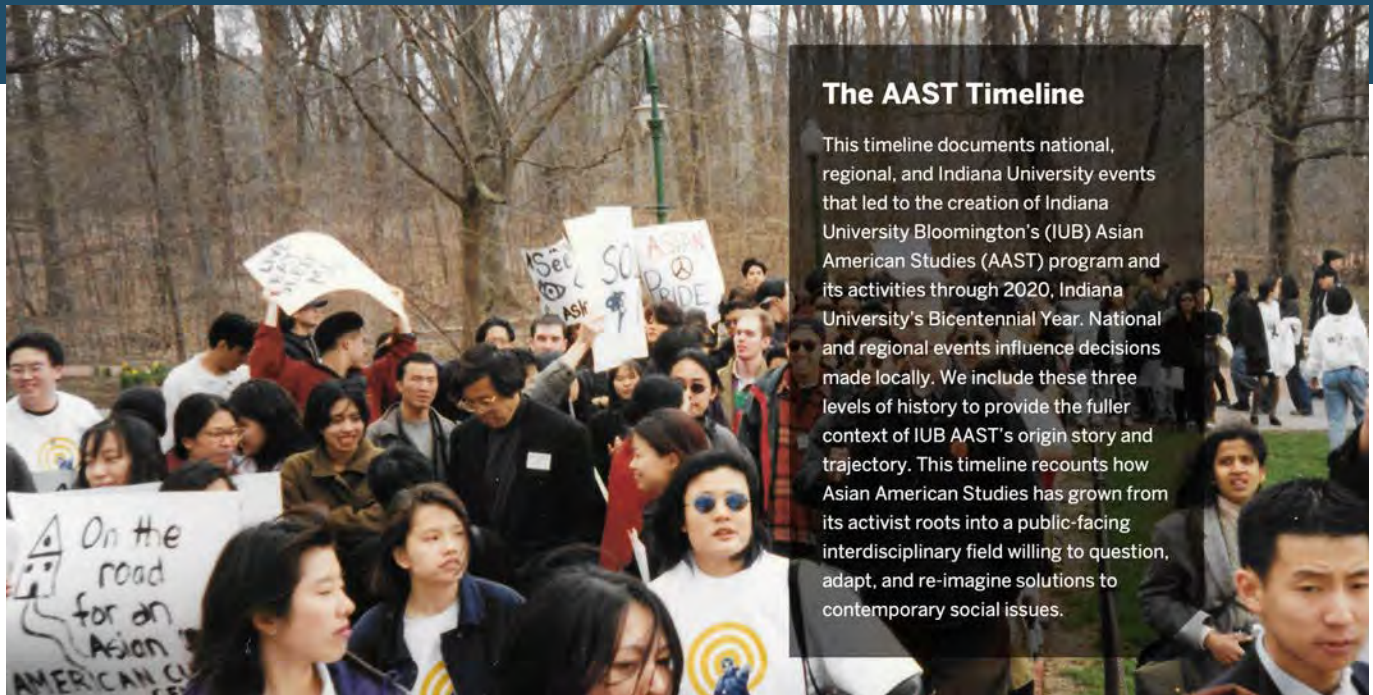 The AAST Timeline
This timeline documents national,
regional, and Indiana University events
that led to the creation of Indiana
University Bloomington's (IUB) Asian
American Studies (AAST) program and
its activities through 2020, Indiana
University's Bicentennial Year. National
and regional events influence decisions
made locally. We include these three
levels of history to provide the fuller
context of IUB AAST's origin story and
trajectory. This timeline recounts how
Asian American Studies has grown from
its activist roots into a public-facing
interdisciplinary field willing to question,
adapt, and re-imagine solutions to
contemporary social issues.
See
SO
ASIAN
PRIDE
On the
road
for an
Asian
AMERICAN